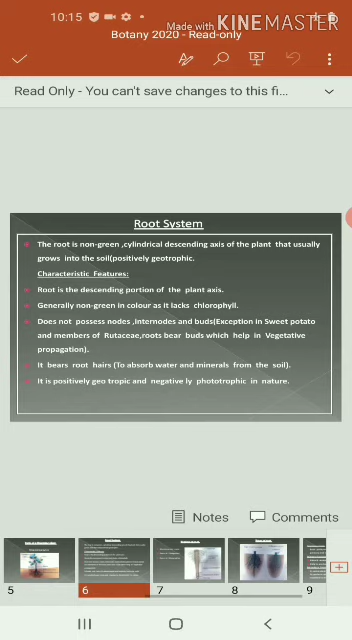 10:15
Made with KINEMASTER
Botany 2020 - Read-only
Read Only - You can't save changes to this fi...
Root System
The root is non-green ,cylindrical descending axis of the plant that usually
grows into the soil(positively geotrophic.
Characteristic Features:
Root is the descending portion of the plant axis.
Generally non-green in colour as it lacks chlorophyll.
Does not possess nodes ,internodes and buds(Exception in Sweet potato
and members of Rutaceae,roots bear buds which help in Vegetative
propagation).
It bears root hairs (To absorb water and minerals from the soil).
It is positively geo tropic and negative ly phototrophic in nature.
Notes
Comments
5
6
7
8
9